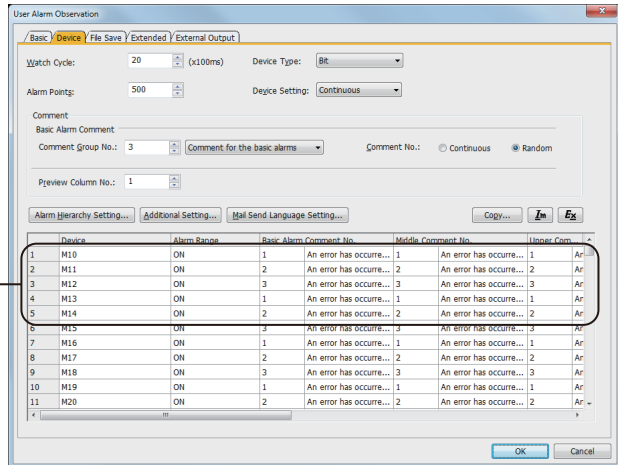 User Alarm Observation
Basic Device File Save Extended External Output
Watch Cycle: 20 (x100ms) Device Type: Bit
Alarm Points: 500 Device Setting: Continuous
Comment
Basic Alarm Comment
Comment Group No.: 3 Comment for the basic alarms Comment No.: Continuous Random
Preview Column No.: 1
Alarm Hierarchy Setting... Additional Setting... Mail Send Language Setting... Copy... Im Ex
Device Alarm Range Basic Alarm Comment No. Middle Comment No. Upper Com...
1 M10 ON 1 An error has occurre... 1 An error has occurre... 1 An
2 M11 ON 2 An error has occurre... 2 An error has occurre... 2 An
3 M12 ON 3 An error has occurre... 3 An error has occurre... 3 An
4 M13 ON 1 An error has occurre... 1 An error has occurre... 1 An
5 M14 ON 2 An error has occurre... 2 An error has occurre... 2 An
6 M15 ON 3 An error has occurre... 3 An error has occurre... 3 An
7 M16 ON 1 An error has occurre... 1 An error has occurre... 1 An
8 M17 ON 2 An error has occurre... 2 An error has occurre... 2 An
9 M18 ON 3 An error has occurre... 3 An error has occurre... 3 An
10 M19 ON 1 An error has occurre... 1 An error has occurre... 1 An
11 M20 ON 2 An error has occurre... 2 An error has occurre... 2 An
OK Cancel